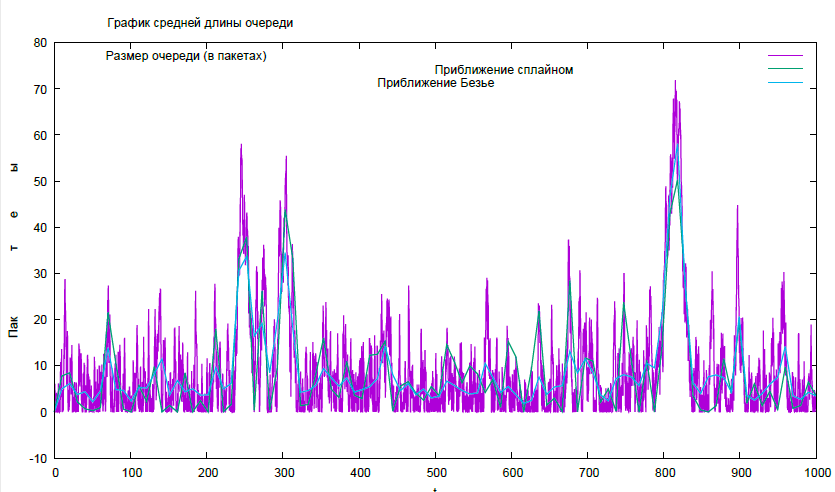 График средней длины очереди
Размер очереди (в пакетах)
Приближение сплайном
Приближение Безье
80
70
60
50
40
30
20
10
0
-10
Пак т е ы
0 100 200 300 400 500 600 700 800 900 1000
t